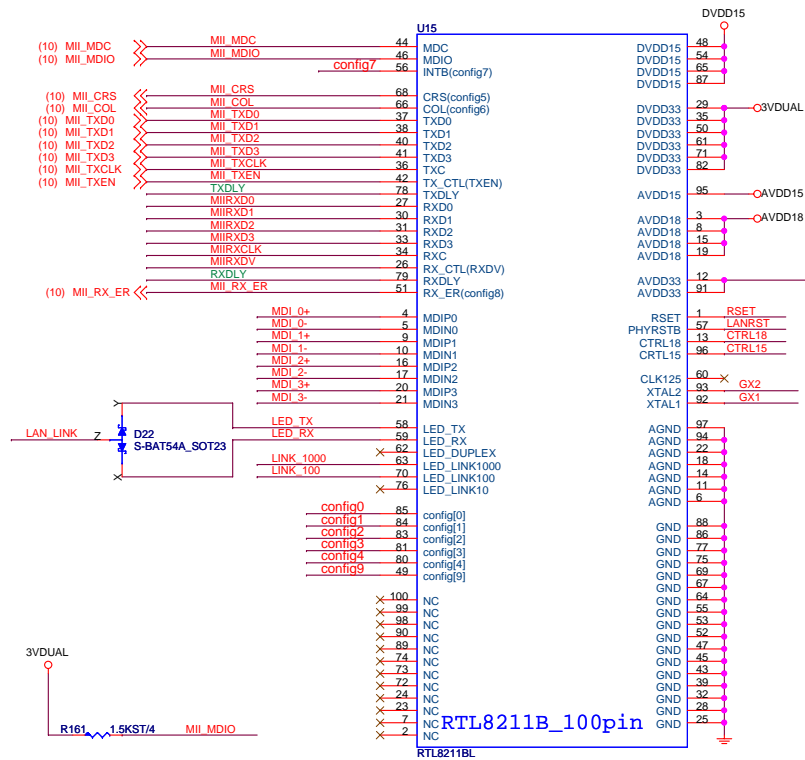 U15
DVDD15
(10) MII_MDC MII_MDC 44 MDC DVDD15 48
(10) MII_MDIO MII_MDIO 46 MDIO DVDD15 54
config7 56 INTB(config7) DVDD15 65
DVDD15 87
(10) MII_CRS MII_CRS 68 CRS(config5)
(10) MII_COL MII_COL 66 COL(config6) DVDD33 29 3VDUAL
(10) MII_TXD0 MII_TXD0 37 TXD0 DVDD33 35
(10) MII_TXD1 MII_TXD1 38 TXD1 DVDD33 50
(10) MII_TXD2 MII_TXD2 40 TXD2 DVDD33 61
(10) MII_TXD3 MII_TXD3 41 TXD3 DVDD33 71
(10) MII_TXCLK MII_TXCLK 36 TXC DVDD33 82
(10) MII_TXEN MII_TXEN 42 TX_CTL(TXEN)
TXDLY 78 TXDLY AVDD15 95 AVDD15
MIIRXD0 27 RXD0
MIIRXD1 30 RXD1 AVDD18 3 AVDD18
MIIRXD2 31 RXD2 AVDD18 8
MIIRXD3 33 RXD3 AVDD18 15
MIIRXCLK 34 RXC AVDD18 19
MIIRXDV 26 RX_CTL(RXDV)
RXDLY 79 RXDLY AVDD33 12
(10) MII_RX_ER MII_RX_ER 51 RX_ER(config8) AVDD33 91
MDI_0+ 4 MDIP0 RSET 1 RSET
MDI_0- 5 MDIN0 PHYRSTB 57 LANRST
MDI_1+ 9 MDIP1 CTRL18 13 CTRL18
MDI_1- 10 MDIN1 CRTL15 96 CTRL15
MDI_2+ 16 MDIP2
MDI_2- 17 MDIN2 CLK125 60
MDI_3+ 20 MDIP3 XTAL2 93 GX2
MDI_3- 21 MDIN3 XTAL1 92 GX1
LED_TX 58 LED_TX AGND 97
LAN_LINK Z D22 LED_RX 59 LED_RX AGND 94
S-BAT54A_SOT23 62 LED_DUPLEX AGND 22
LINK_1000 63 LED_LINK1000 AGND 18
LINK_100 70 LED_LINK100 AGND 14
76 LED_LINK10 AGND 11
AGND 6
config0 85 config[0]
config1 84 config[1] GND 88
config2 83 config[2] GND 86
config3 81 config[3] GND 77
config4 80 config[4] GND 75
config9 49 config[9] GND 69
GND 67
100 NC GND 64
99 NC GND 55
98 NC GND 53
90 NC GND 52
89 NC GND 47
74 NC GND 45
73 NC GND 43
72 NC GND 39
24 NC GND 32
23 NC GND 28
7 NC GND 25
2 NC
3VDUAL
R161 1.5KST/4 MII_MDIO
RTL8211B_100pin
RTL8211BL